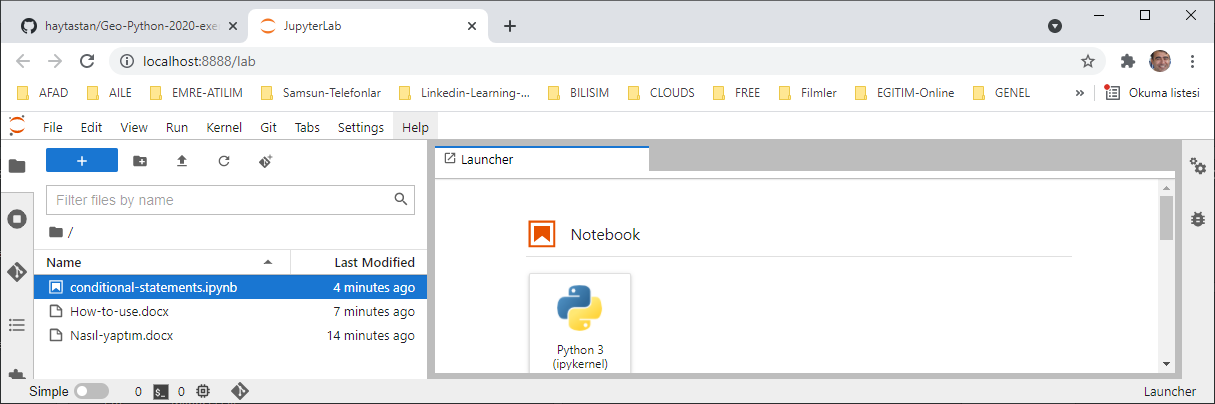 haytastan/Geo-Python-2020-exer
JupyterLab
localhost:8888/lab
AFAD
AILE
EMRE-ATILIM
Samsun-Telefonlar
Linkedin-Learning-...
BILISIM
CLOUDS
FREE
Filmler
EGITIM-Online
GENEL
»
Okuma listesi
File Edit View Run Kernel Git Tabs Settings Help
Launcher
Filter files by name
/
Name Last Modified
conditional-statements.ipynb 4 minutes ago
How-to-use.docx 7 minutes ago
Nasıl-yaptım.docx 14 minutes ago
Notebook
Python 3
(ipykernel)
Simple 0 $_ 0 Launcher